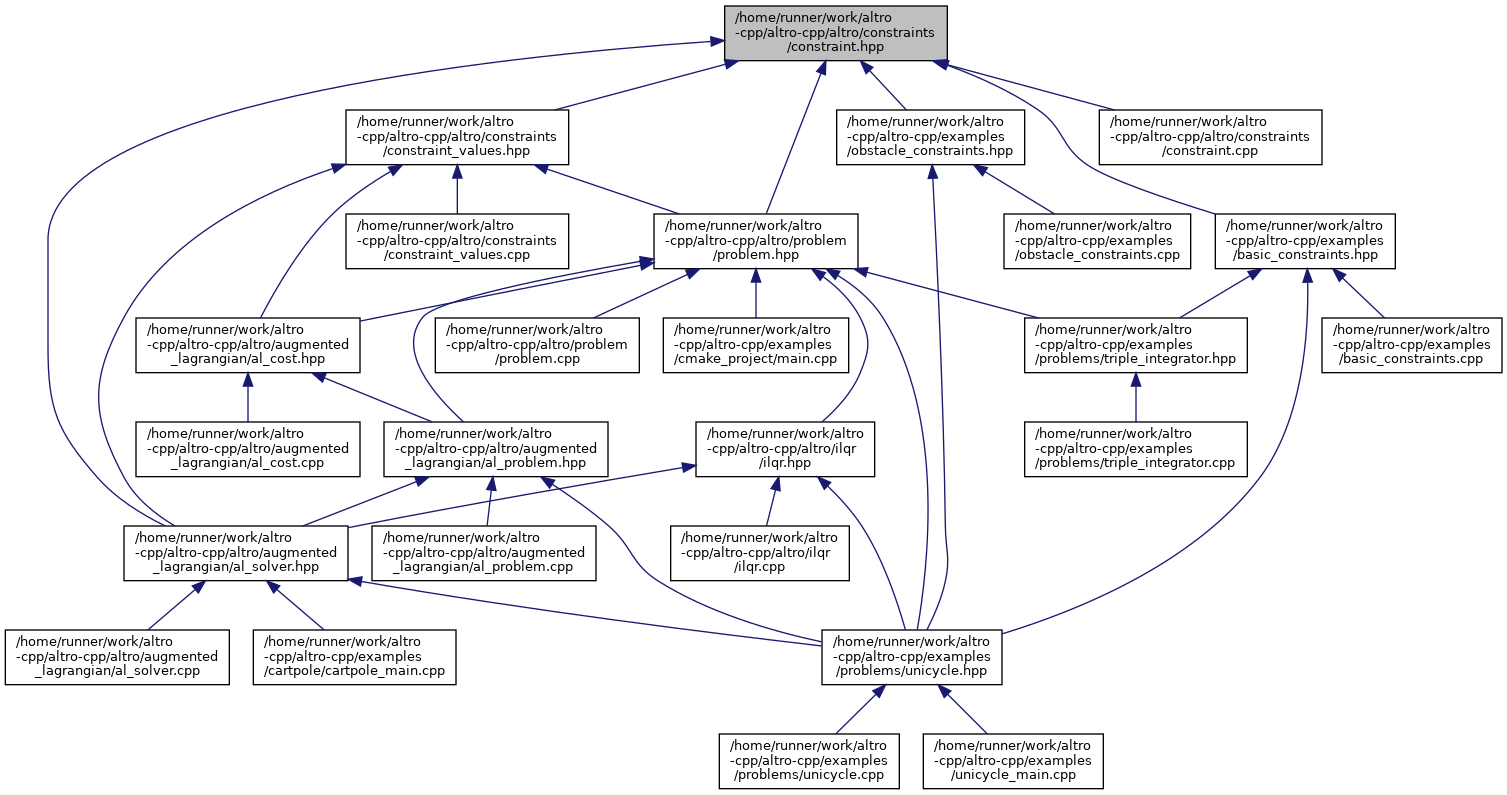 /home/runner/work/altro
-cpp/altro-cpp/altro/constraints
/constraint.hpp
/home/runner/work/altro
-cpp/altro-cpp/altro/constraints
/constraint_values.hpp
/home/runner/work/altro
-cpp/altro-cpp/examples
/obstacle_constraints.hpp
/home/runner/work/altro
-cpp/altro-cpp/altro/constraints
/constraint.cpp
/home/runner/work/altro
-cpp/altro-cpp/altro/constraints
/constraint_values.cpp
/home/runner/work/altro
-cpp/altro-cpp/altro/problem
/problem.hpp
/home/runner/work/altro
-cpp/altro-cpp/examples
/obstacle_constraints.cpp
/home/runner/work/altro
-cpp/altro-cpp/examples
/basic_constraints.hpp
/home/runner/work/altro
-cpp/altro-cpp/altro/augmented
_lagrangian/al_cost.hpp
/home/runner/work/altro
-cpp/altro-cpp/altro/problem
/problem.cpp
/home/runner/work/altro
-cpp/altro-cpp/examples
/cmake_project/main.cpp
/home/runner/work/altro
-cpp/altro-cpp/examples
/problems/triple_integrator.hpp
/home/runner/work/altro
-cpp/altro-cpp/examples
/basic_constraints.cpp
/home/runner/work/altro
-cpp/altro-cpp/altro/augmented
_lagrangian/al_cost.cpp
/home/runner/work/altro
-cpp/altro-cpp/altro/augmented
_lagrangian/al_problem.hpp
/home/runner/work/altro
-cpp/altro-cpp/altro/ilqr
/ilqr.hpp
/home/runner/work/altro
-cpp/altro-cpp/examples
/problems/triple_integrator.cpp
/home/runner/work/altro
-cpp/altro-cpp/altro/augmented
_lagrangian/al_solver.hpp
/home/runner/work/altro
-cpp/altro-cpp/altro/augmented
_lagrangian/al_problem.cpp
/home/runner/work/altro
-cpp/altro-cpp/altro/ilqr
/ilqr.cpp
/home/runner/work/altro
-cpp/altro-cpp/altro/augmented
_lagrangian/al_solver.cpp
/home/runner/work/altro
-cpp/altro-cpp/examples
/cartpole/cartpole_main.cpp
/home/runner/work/altro
-cpp/altro-cpp/examples
/problems/unicycle.hpp
/home/runner/work/altro
-cpp/altro-cpp/examples
/problems/unicycle.cpp
/home/runner/work/altro
-cpp/altro-cpp/examples
/unicycle_main.cpp